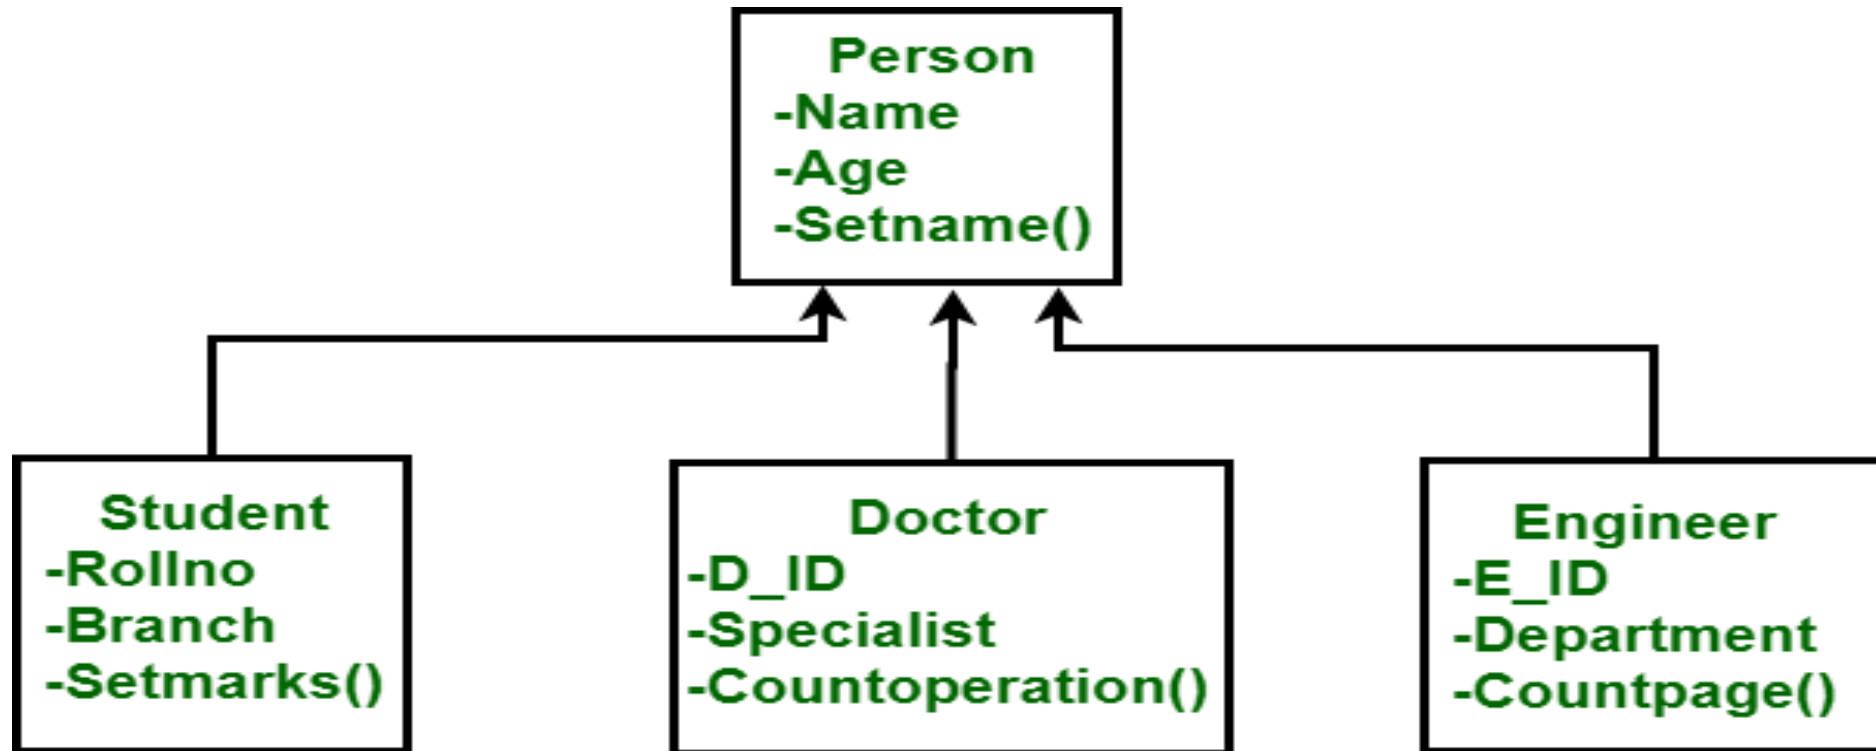 Person
-Name
-Age
-Setname()
Student
-Rollno
-Branch
-Setmarks()
Doctor
-D_ID
-Specialist
-Countoperation()
Engineer
-E_ID
-Department
-Countpage()